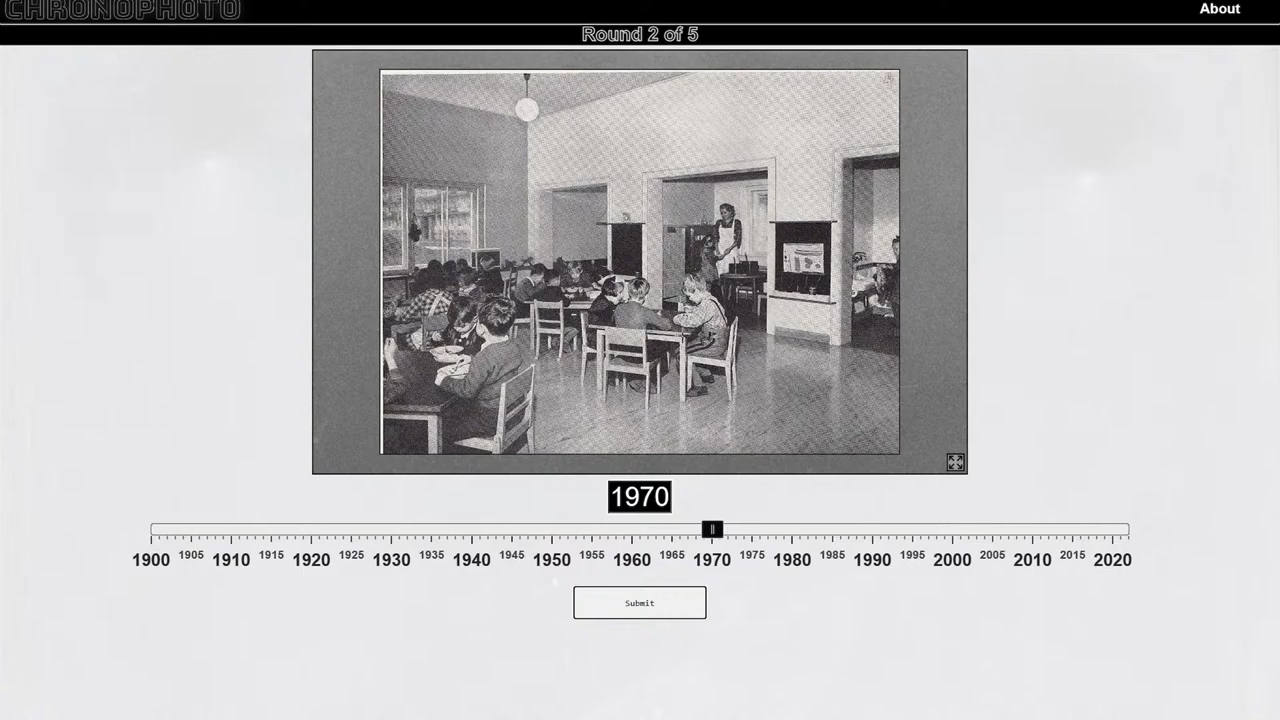 CHRONOPHOTO
About
Round 2 of 5
1970
1900 1905 1910 1915 1920 1925 1930 1935 1940 1945 1950 1955 1960 1965 1970 1975 1980 1985 1990 1995 2000 2005 2010 2015 2020
Submit